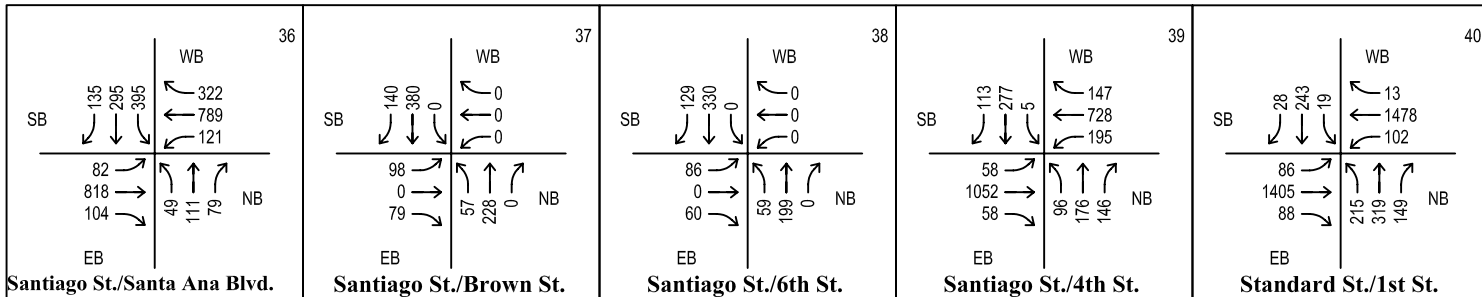 36
WB
135 295 395
322
789
121
SB
82
818
104
49 111 79
NB
EB
Santiago St./Santa Ana Blvd.
37
WB
140 380 0
0
0
0
SB
98
0
79
57 228 0
NB
EB
Santiago St./Brown St.
38
WB
129 330 0
0
0
0
SB
86
0
60
59 199 0
NB
EB
Santiago St./6th St.
39
WB
113 277 5
147
728
195
SB
58
1052
58
96 176 146
NB
EB
Santiago St./4th St.
40
WB
28 243 19
13
1478
102
SB
86
1405
88
215 319 149
NB
EB
Standard St./1st St.